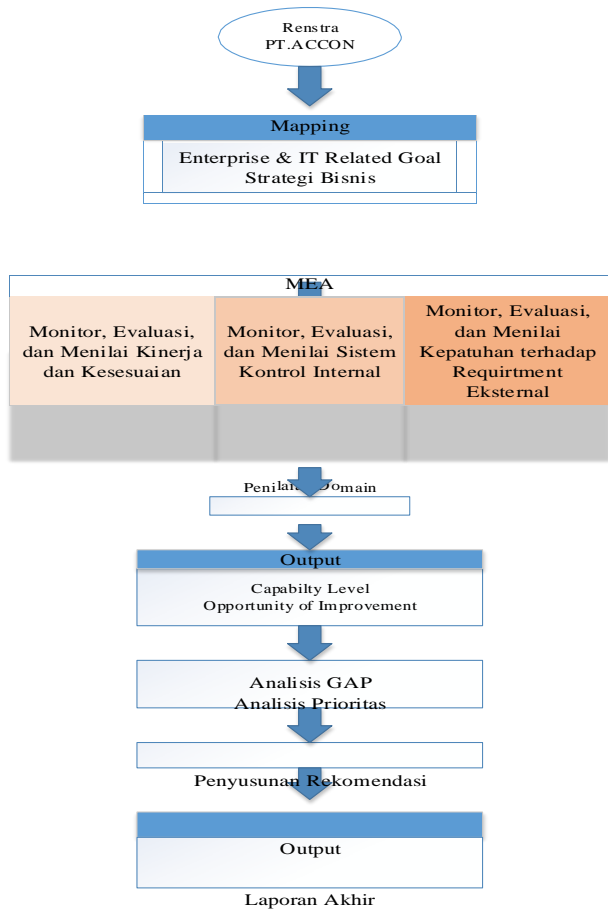 Renstra
PT.ACCON
Mapping
Enterprise & IT Related Goal
Strategi Bisnis
MEA
Monitor, Evaluasi,
dan Menilai Kinerja
dan Kesesuaian
Monitor, Evaluasi,
dan Menilai Sistem
Kontrol Internal
Monitor, Evaluasi,
dan Menilai
Kepatuhan terhadap
Requirtment
Eksternal
Penilaian Domain
Output
Capabilty Level
Opportunity of Improvement
Analisis GAP
Analisis Prioritas
Penyusunan Rekomendasi
Output
Laporan Akhir